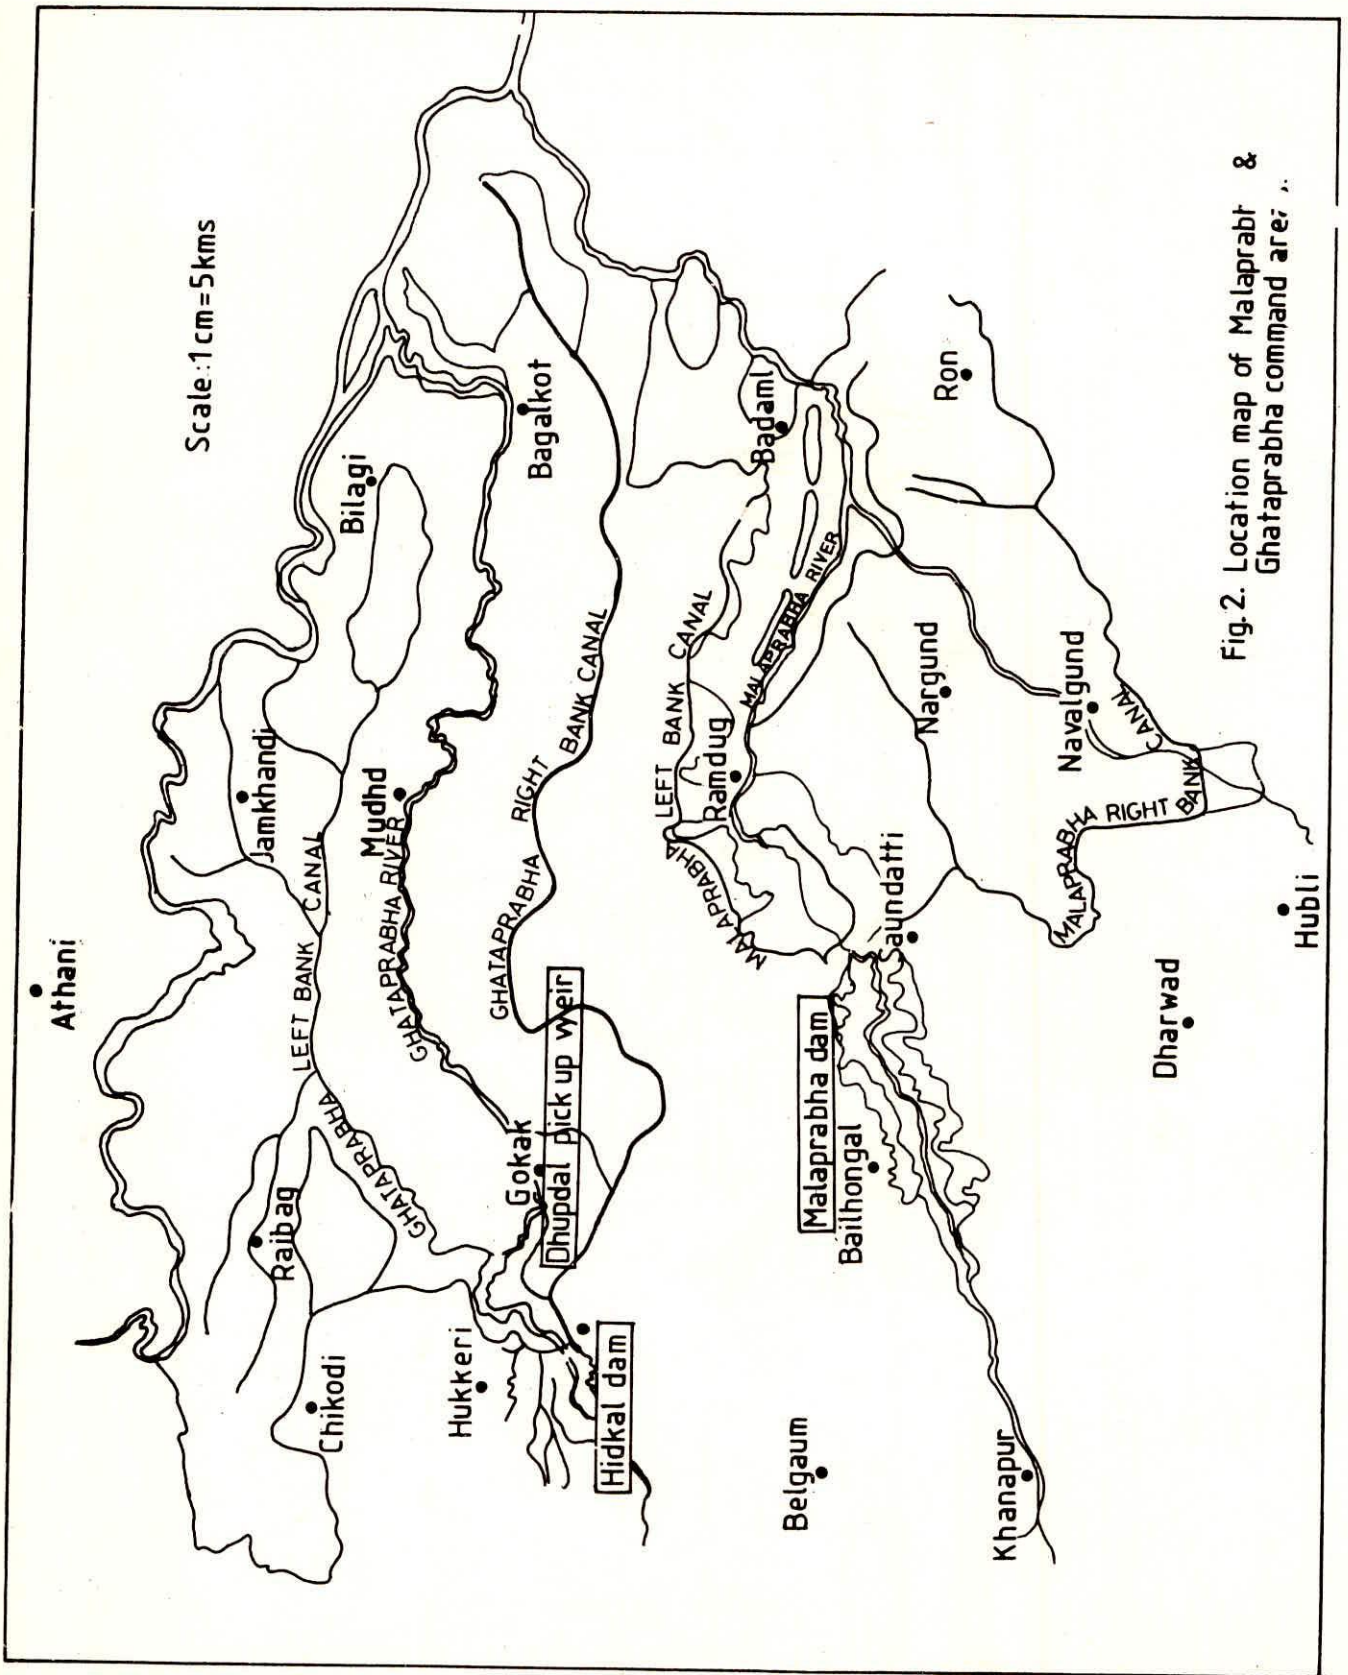 Scale:1cm=5kms
Athani
Jamkhandi
Bilagi
Raibag
Chikodi
Hukkeri
Gokak
Mudhd
Bagalkot
GHATAPRABHA LEFT BANK CANAL
GHATAPRABHA RIVER
GHATAPRABHA RIGHT BANK CANAL
Dhupdal pick up weir
Hidkal dam
MALAPRABHA LEFT BANK CANAL
Ramdug
MALAPRABHA RIVER
Badaml
Ron
Nargund
Navalgund
Saundatti
Malaprabha dam
Bailhongal
Belgaum
Khanapur
MALAPRABHA RIGHT BANK CANAL
Dharwad
Hubli
Fig.2. Location map of &
Ghataprabha command